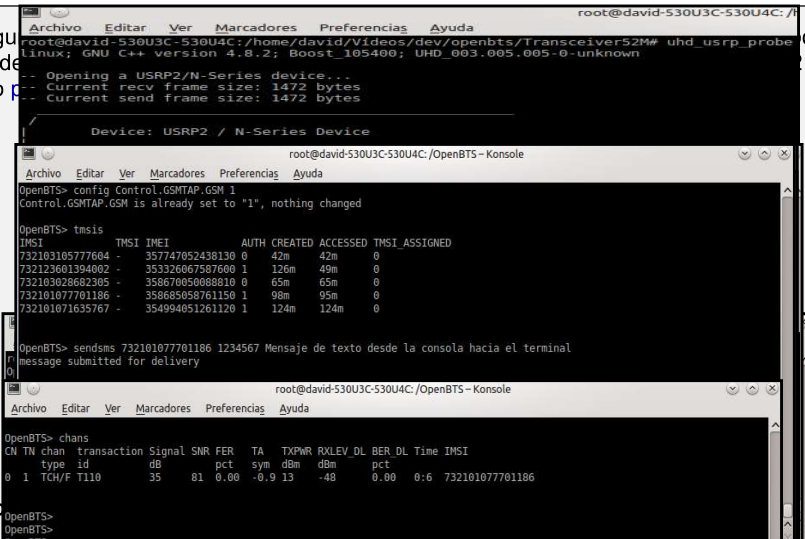 root@david-530U3C-530U4C: /h
Archivo Editar Ver Marcadores Preferencias Ayuda
root@david-530U3C-530U4C:/home/david/Vídeos/dev/openbts/Transceiver52M# uhd_usrp_probe
linux; GNU C++ version 4.8.2; Boost_105400; UHD_003.005.005-0-unknown
-- Opening a USRP2/N-Series device...
-- Current recv frame size: 1472 bytes
-- Current send frame size: 1472 bytes
Device: USRP2 / N-Series Device
root@david-530U3C-530U4C: /OpenBTS – Konsole
Archivo Editar Ver Marcadores Preferencias Ayuda
OpenBTS> config Control.GSMTAP.GSM 1
Control.GSMTAP.GSM is already set to "1", nothing changed
OpenBTS> tmsis
IMSI TMSI IMEI AUTH CREATED ACCESSED TMSI_ASSIGNED
732103105777604 - 357747052438130 0 42m 42m 0
732123601394002 - 353326067587600 1 126m 49m 0
732103028682305 - 358670050088810 0 65m 65m 0
732101077701186 - 358685058761150 1 98m 95m 0
732101071635767 - 354994051261120 1 124m 124m 0
OpenBTS> sendsms 732101077701186 1234567 Mensaje de texto desde la consola hacia el terminal
message submitted for delivery
root@david-530U3C-530U4C: /OpenBTS – Konsole
Archivo Editar Ver Marcadores Preferencias Ayuda
OpenBTS> chans
CN TN chan transaction Signal SNR FER TA TXPWR RXLEV_DL BER_DL Time IMSI
type id dB pct sym dBm dBm pct
0 1 TCH/F T110 35 81 0.00 -0.9 13 -48 0.00 0:6 732101077701186
OpenBTS>
OpenBTS>